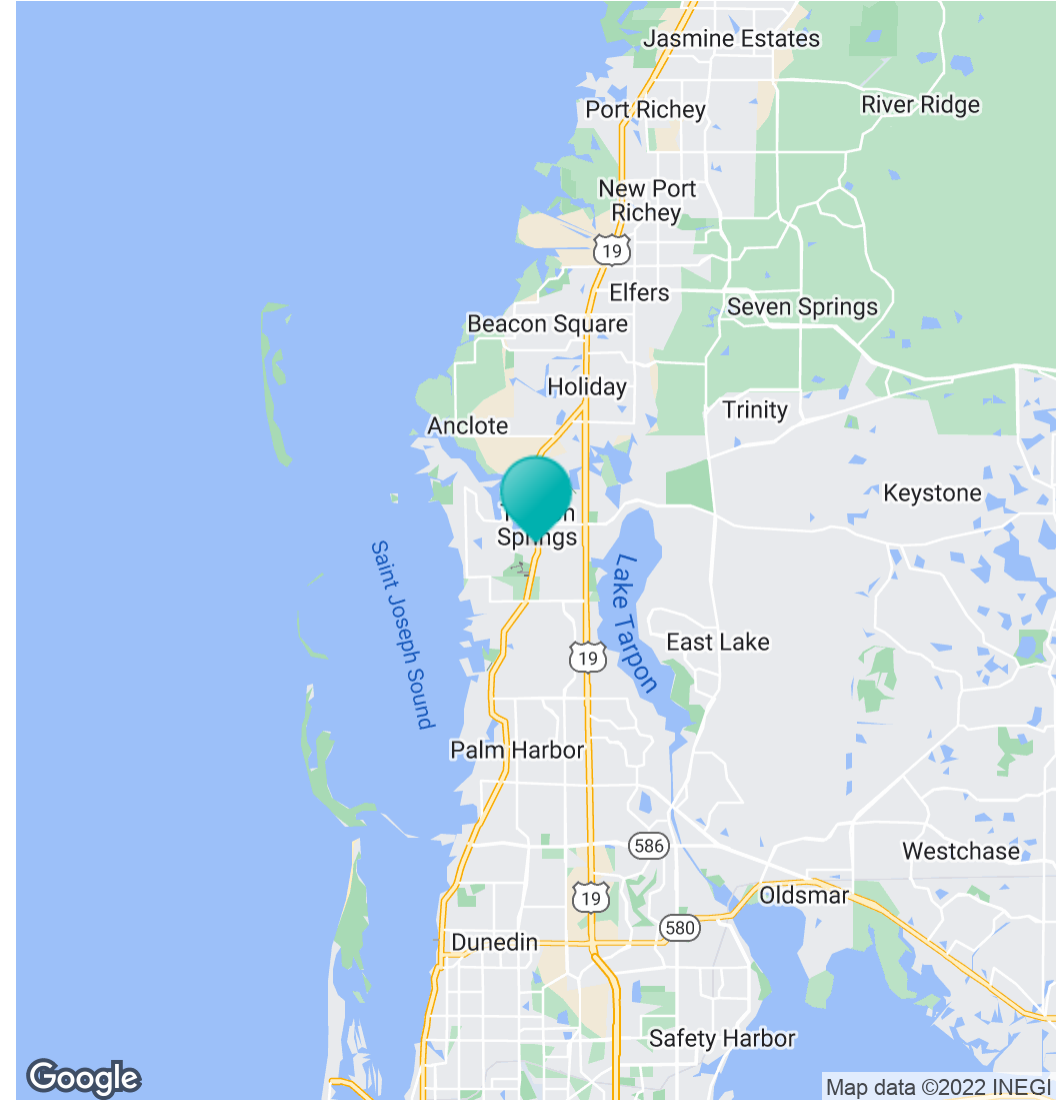 Jasmine Estates
Port Richey
River Ridge
New Port
Richey
19
Elfers
Seven Springs
Beacon Square
Holiday
Trinity
Anclote
Keystone
Springs
Saint Joseph Sound
Lake Tarpon
East Lake
19
Palm Harbor
586
Westchase
19
Oldsmar
580
Dunedin
Safety Harbor
Google
Map data ©2022 INEGI